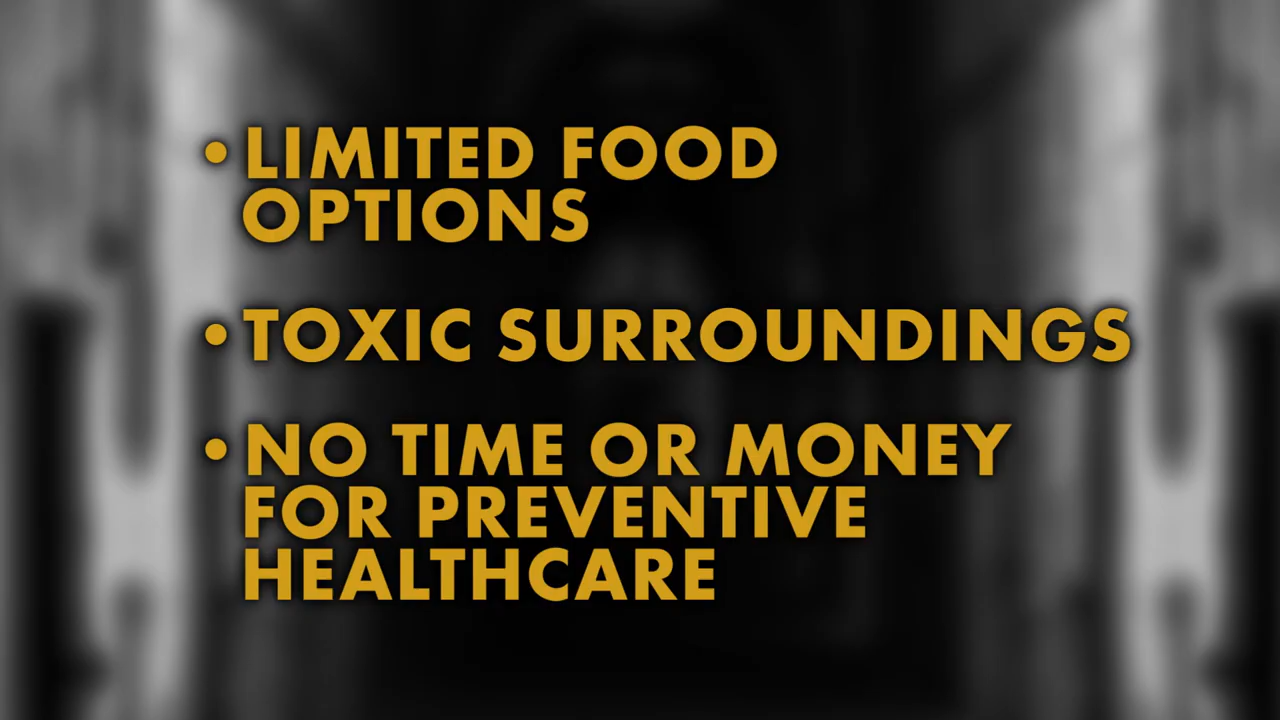 •LIMITED FOOD
OPTIONS
•TOXIC SURROUNDINGS
•NO TIME OR MONEY
FOR PREVENTIVE
HEALTHCARE